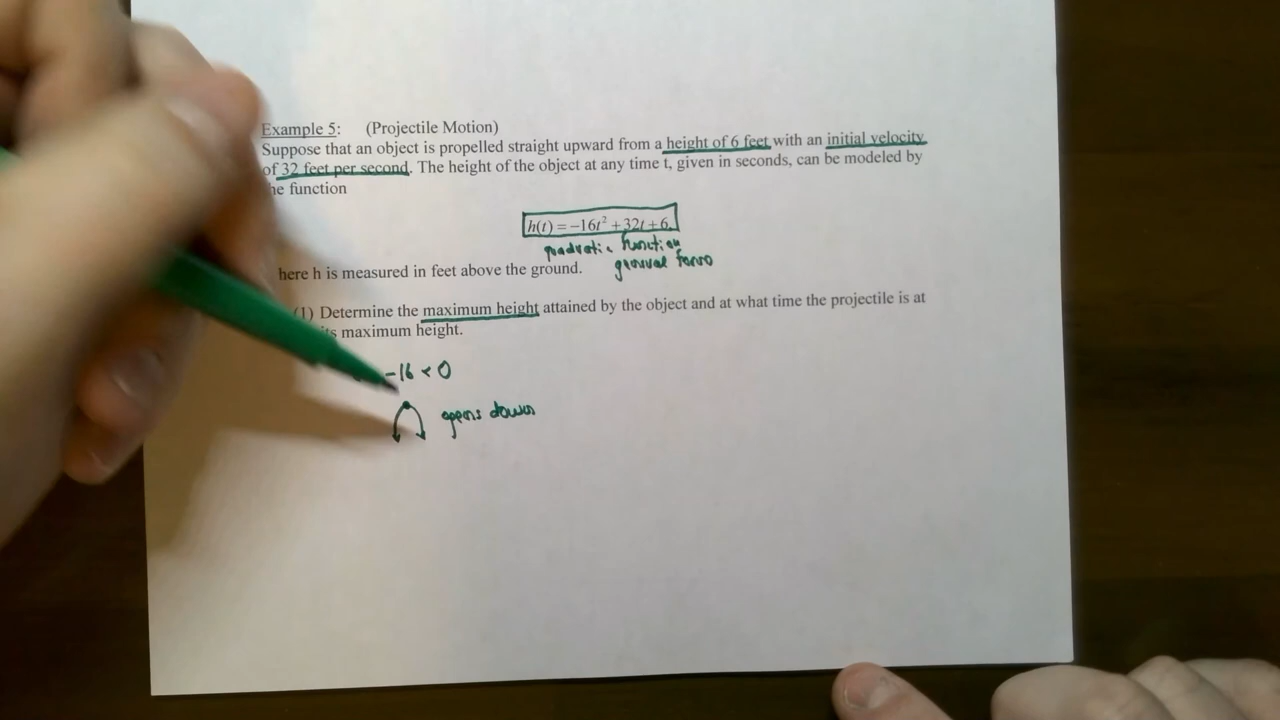 Example 5: (Projectile Motion)
Suppose that an object is propelled straight upward from a height of 6 feet with an initial velocity
of 32 feet per second. The height of the object at any time t, given in seconds, can be modeled by
he function
h(t) = −16t² + 32t + 6.
quadratic function
here h is measured in feet above the ground. general form
(1) Determine the maximum height attained by the object and at what time the projectile is at
ts maximum height.
-16 < 0
opens down